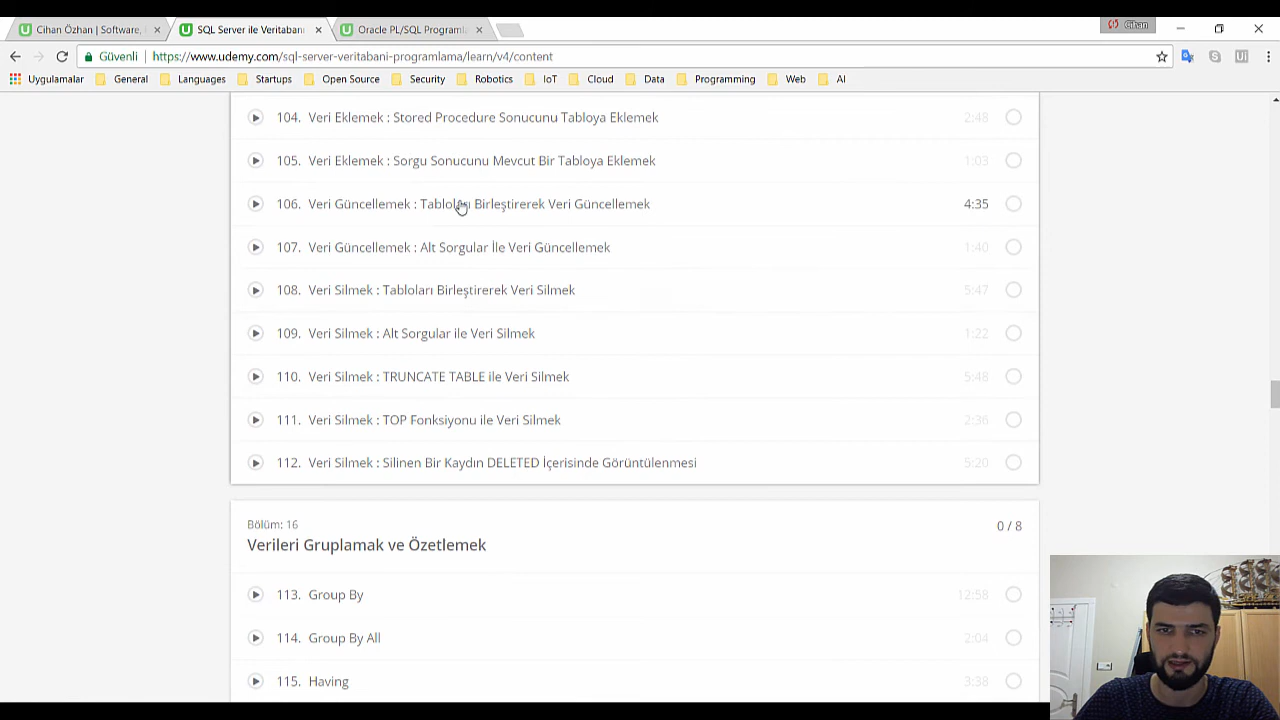 Cihan Özhan | Software,
SQL Server ile Veritabanı
Oracle PL/SQL Programla
Cihan
Güvenli
https://www.udemy.com/sql-server-veritabani-programlama/learn/v4/content
Uygulamalar General Languages Startups Open Source Security Robotics IoT Cloud Data Programming Web AI
104. Veri Eklemek : Stored Procedure Sonucunu Tabloya Eklemek 2:48
105. Veri Eklemek : Sorgu Sonucunu Mevcut Bir Tabloya Eklemek 1:03
106. Veri Güncellemek : Tabloları Birleştirerek Veri Güncellemek 4:35
107. Veri Güncellemek : Alt Sorgular İle Veri Güncellemek 1:40
108. Veri Silmek : Tabloları Birleştirerek Veri Silmek 5:47
109. Veri Silmek : Alt Sorgular ile Veri Silmek 1:22
110. Veri Silmek : TRUNCATE TABLE ile Veri Silmek 5:48
111. Veri Silmek : TOP Fonksiyonu ile Veri Silmek 2:36
112. Veri Silmek : Silinen Bir Kaydın DELETED İçerisinde Görüntülenmesi 5:20
Bölüm: 16 0 / 8
Verileri Gruplamak ve Özetlemek
113. Group By 12:58
114. Group By All 2:04
115. Having 3:38